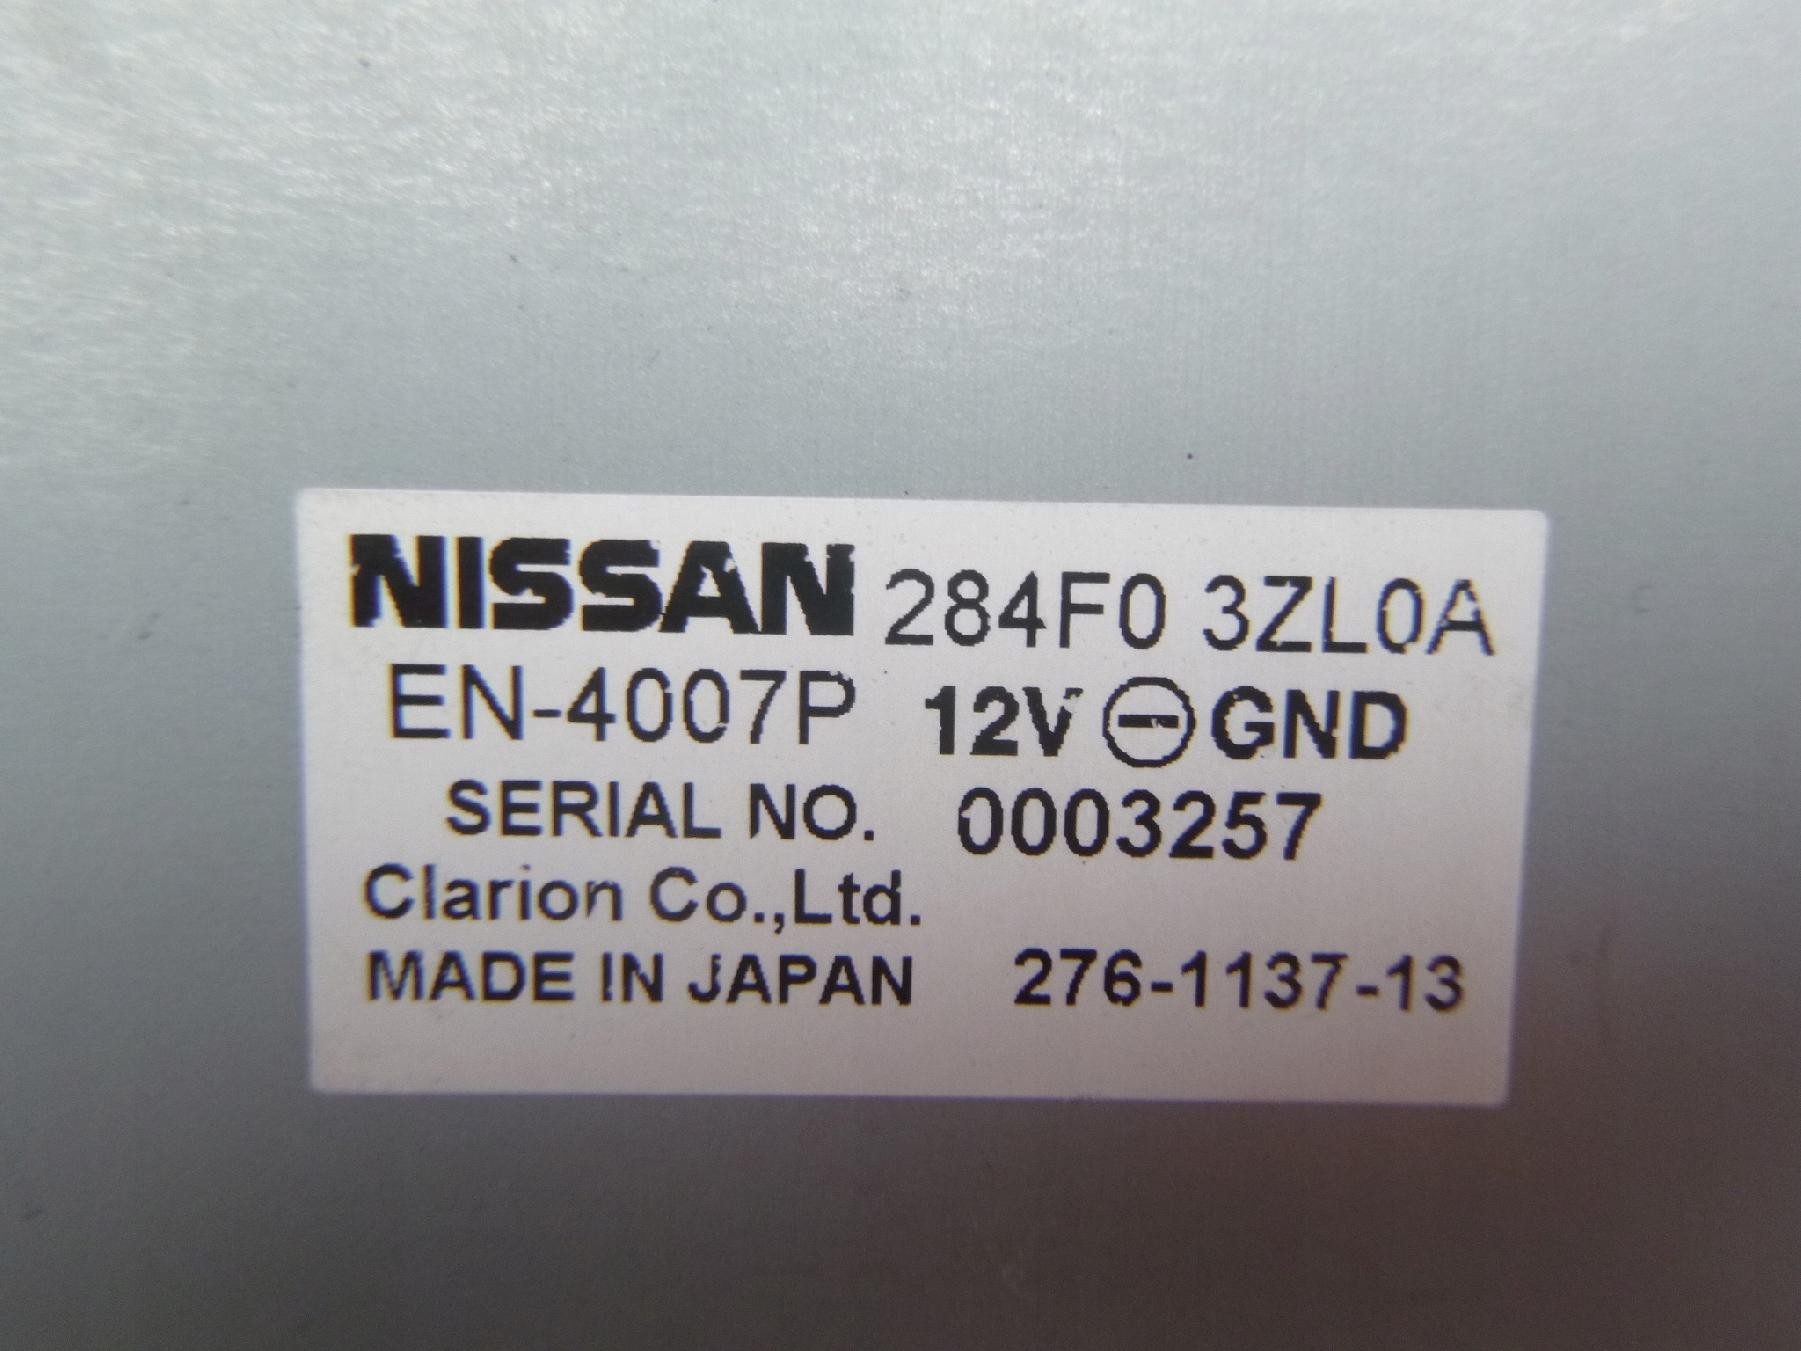 NISSAN 284F0 3ZL0A
EN-4007P 12V ⊖ GND
SERIAL NO. 0003257
Clarion Co.,Ltd.
MADE IN JAPAN 276-1137-13